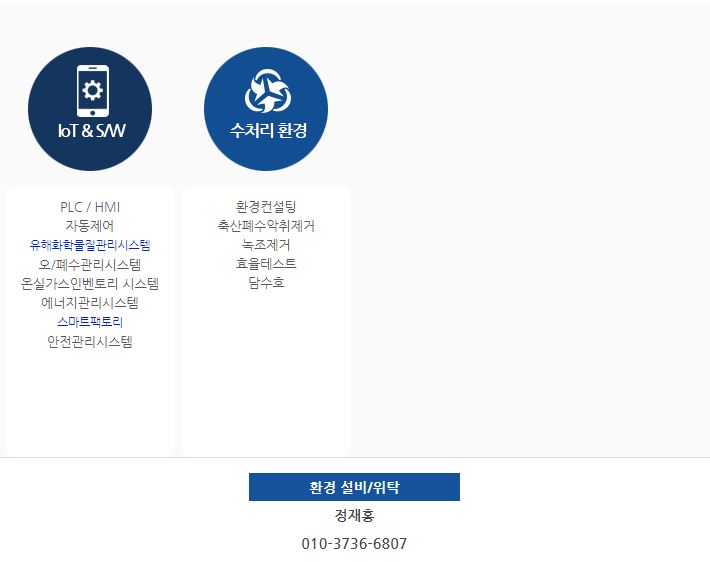 IoT & S/W
수처리 환경
PLC / HMI
자동제어
유해화학물질관리시스템
오/폐수관리시스템
온실가스인벤토리 시스템
에너지관리시스템
스마트팩토리
안전관리시스템
환경컨설팅
축산폐수악취제거
녹조제거
효율테스트
담수호
환경 설비/위탁
정재홍
010-3736-6807